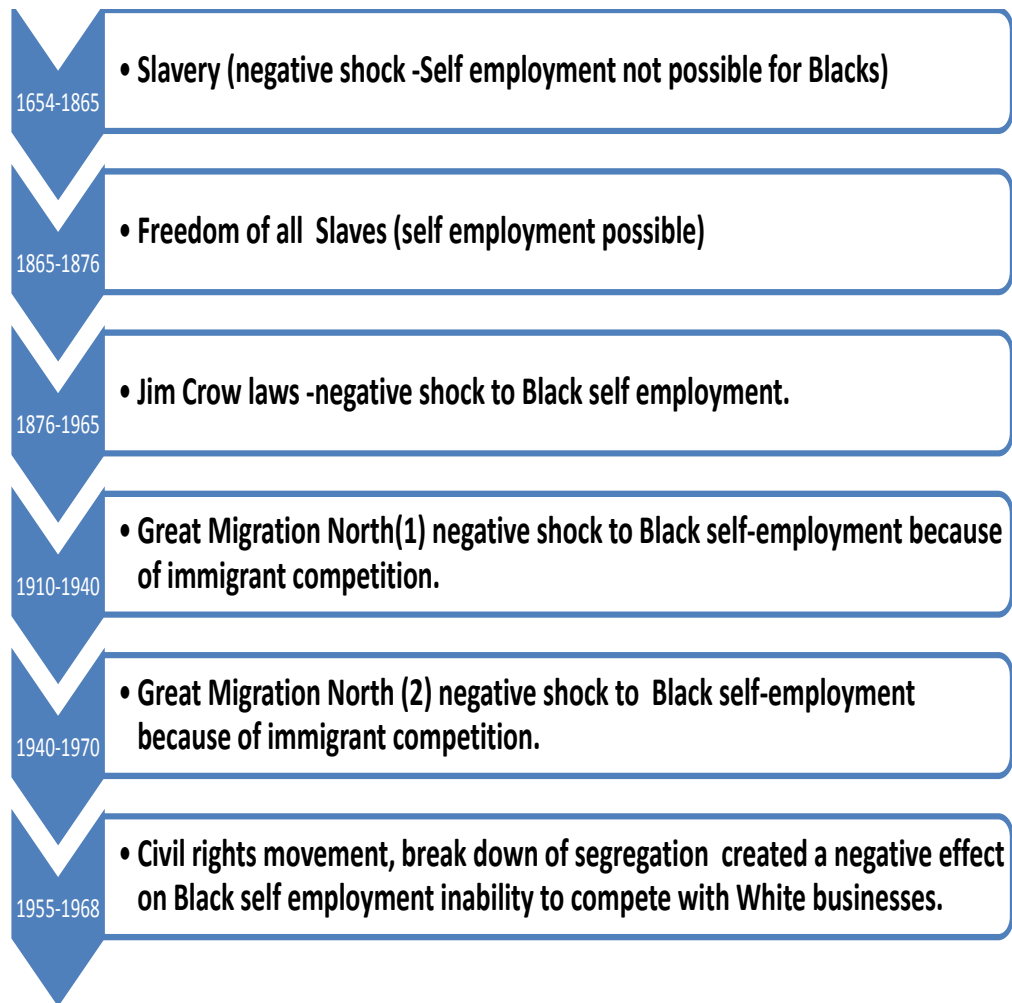 1654-1865
• Slavery (negative shock -Self employment not possible for Blacks)
1865-1876
• Freedom of all Slaves (self employment possible)
1876-1965
• Jim Crow laws -negative shock to Black self employment.
1910-1940
• Great Migration North(1) negative shock to Black self-employment because
of immigrant competition.
1940-1970
• Great Migration North (2) negative shock to Black self-employment
because of immigrant competition.
1955-1968
• Civil rights movement, break down of segregation created a negative effect
on Black self employment inability to compete with White businesses.